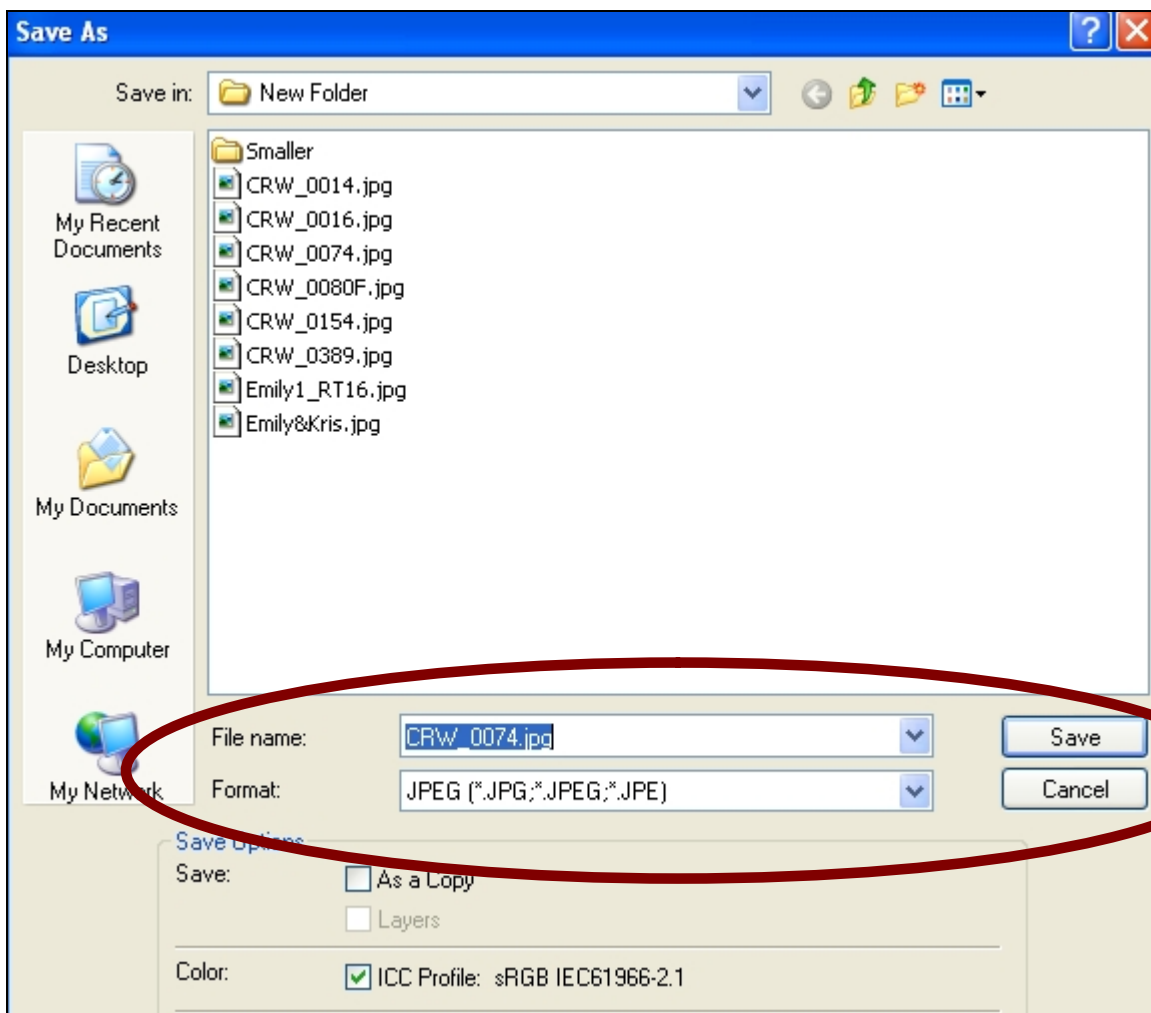 Save As
Save in: New Folder
Smaller
CRW_0014.jpg
CRW_0016.jpg
CRW_0074.jpg
CRW_0080F.jpg
CRW_0154.jpg
CRW_0389.jpg
Emily1_RT16.jpg
Emily&Kris.jpg
My Recent
Documents
Desktop
My Documents
My Computer
My Network
File name: CRW_0074.jpg Save
Format: JPEG (*.JPG;*.JPEG;*.JPE) Cancel
Save Options
Save: As a Copy
Layers
Color: ICC Profile: sRGB IEC61966-2.1